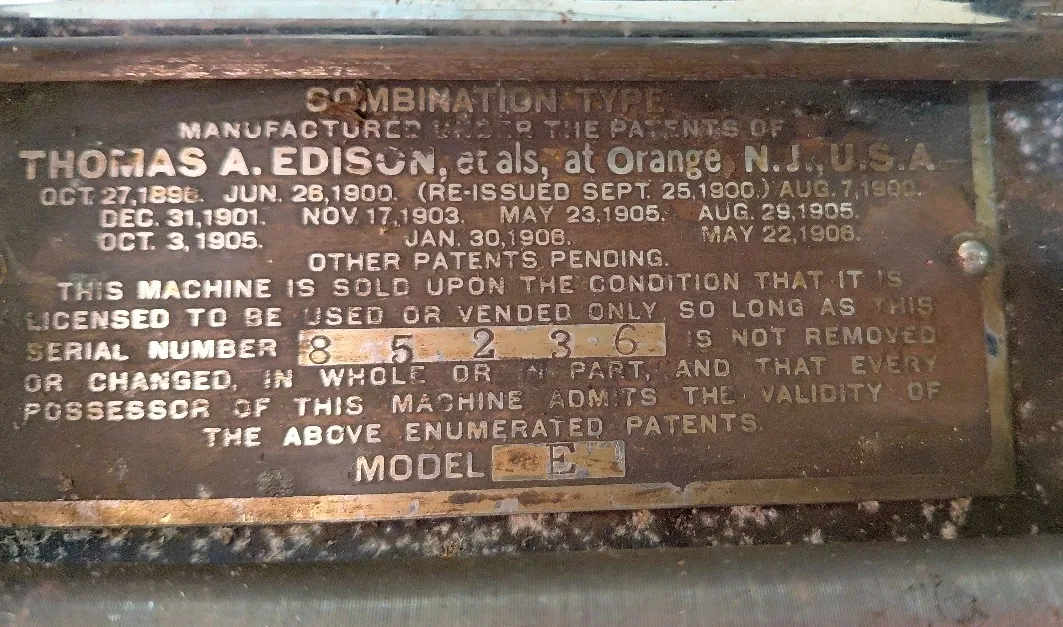 COMBINATION TYPE
MANUFACTURED UNDER THE PATENTS OF
THOMAS A. EDISON, et als, at Orange, N.J., U.S.A.
OCT. 27,1896. JUN. 26,1900. (RE-ISSUED SEPT. 25,1900.) AUG. 7,1900.
DEC. 31,1901. NOV. 17,1903. MAY 23,1905. AUG. 29,1905.
OCT. 3,1905. JAN. 30,1906. MAY 22,1906.
OTHER PATENTS PENDING.
THIS MACHINE IS SOLD UPON THE CONDITION THAT IT IS
LICENSED TO BE USED OR VENDED ONLY SO LONG AS THIS
SERIAL NUMBER 85236 IS NOT REMOVED
OR CHANGED, IN WHOLE OR IN PART, AND THAT EVERY
POSSESSOR OF THIS MACHINE ADMITS THE VALIDITY OF
THE ABOVE ENUMERATED PATENTS.
MODEL E